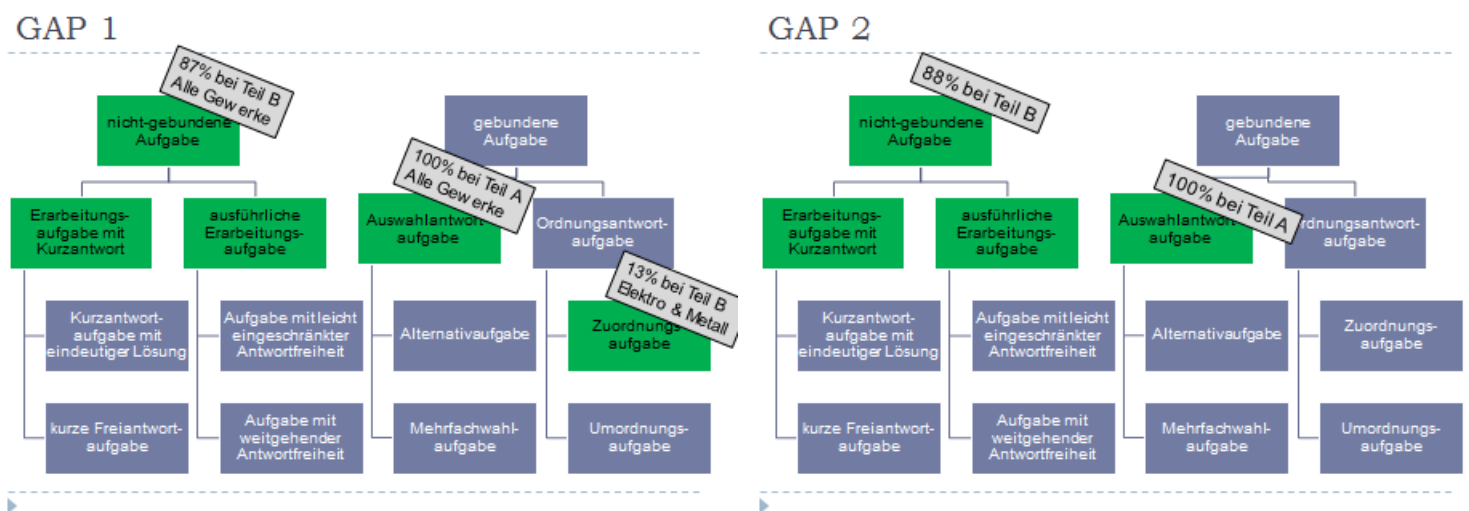 GAP 1
87% bei Teil B
Alle Gewerke
nicht-gebundene
Aufgabe
gebundene
Aufgabe
100% bei Teil A
Alle Gewerke
Erarbeitungs-
aufgabe mit
Kurzantwort
ausführliche
Erarbeitungs-
aufgabe
Auswahlantwort-
aufgabe
Ordnungsantwort-
aufgabe
13% bei Teil B
Elektro & Metall
Kurzantwort-
aufgabe mit
eindeutiger Lösung
Aufgabe mit leicht
eingeschränkter
Antwortfreiheit
Alternativaufgabe
Zuordnungs-
aufgabe
kurze Freiantwort-
aufgabe
Aufgabe mit
weitgehender
Antwortfreiheit
Mehrfachwahl-
aufgabe
Umordnungs-
aufgabe
GAP 2
88% bei Teil B
nicht-gebundene
Aufgabe
gebundene
Aufgabe
100% bei Teil A
Erarbeitungs-
aufgabe mit
Kurzantwort
ausführliche
Erarbeitungs-
aufgabe
Auswahlantwort-
aufgabe
rdnungsantwort-
aufgabe
Kurzantwort-
aufgabe mit
eindeutiger Lösung
Aufgabe mit leicht
eingeschränkter
Antwortfreiheit
Alternativaufgabe
Zuordnungs-
aufgabe
kurze Freiantwort-
aufgabe
Aufgabe mit
weitgehender
Antwortfreiheit
Mehrfachwahl-
aufgabe
Umordnungs-
aufgabe